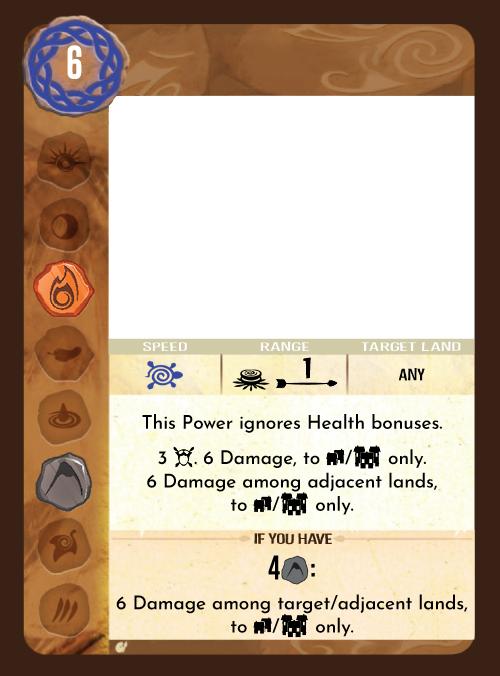 6
SPEED RANGE TARGET LAND
1 ANY
This Power ignores Health bonuses.
3 . 6 Damage, to / only.
6 Damage among adjacent lands,
to / only.
IF YOU HAVE
4 :
6 Damage among target/adjacent lands,
to / only.